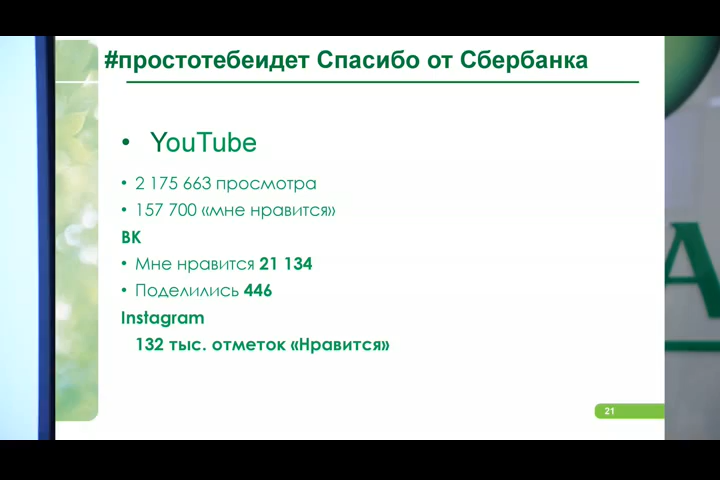 #простотебеидет Спасибо от Сбербанка
• YouTube
• 2 175 663 просмотра
• 157 700 «мне нравится»
ВК
• Мне нравится 21 134
• Поделились 446
Instagram
132 тыс. отметок «Нравится»
21
А